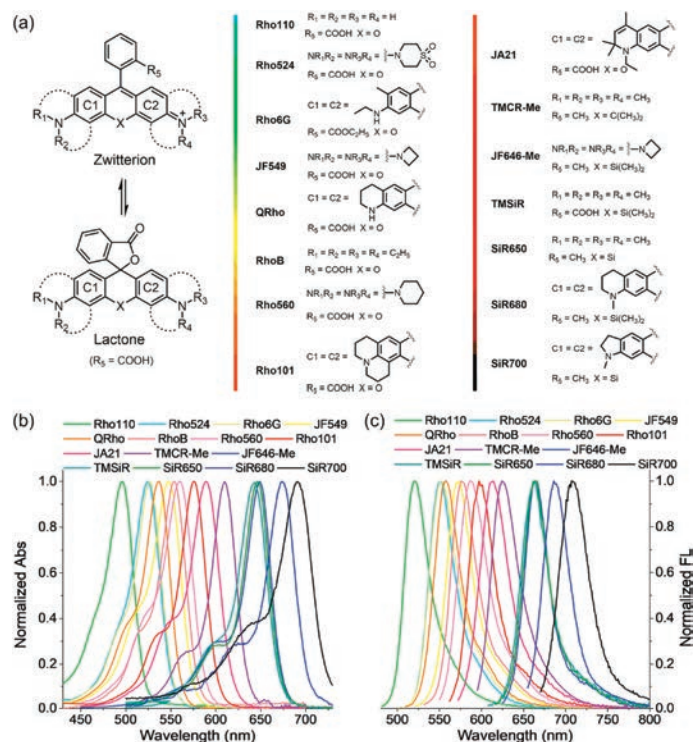 (a)
R₅
C1 C2
R₁ N R₂ X N⁺ R₃ R₄
Zwitterion
O
O
C1 C2
R₁ N R₂ X N R₃ R₄
Lactone
(R₅ = COOH)
Rho110
R₁ = R₂ = R₃ = R₄ = H
R₅ = COOH X = O
Rho524
NR₁R₂ = NR₃R₄ = N S O O
R₅ = COOH X = O
Rho6G
C1 = C2 = N H
R₅ = COOC₂H₅ X = O
JF549
NR₁R₂ = NR₃R₄ = N
R₅ = COOH X = O
QRho
C1 = C2 = N H
R₅ = COOH X = O
RhoB
R₁ = R₂ = R₃ = R₄ = C₂H₅
R₅ = COOH X = O
Rho560
NR₁R₂ = NR₃R₄ = N
R₅ = COOH X = O
Rho101
C1 = C2 = N
R₅ = COOH X = O
JA21
C1 = C2 = N
R₅ = COOH X = O
TMCR-Me
R₁ = R₂ = R₃ = R₄ = CH₃
R₅ = CH₃ X = C(CH₃)₂
JF646-Me
NR₁R₂ = NR₃R₄ = N
R₅ = CH₃ X = Si(CH₃)₂
TMSiR
R₁ = R₂ = R₃ = R₄ = CH₃
R₅ = COOH X = Si(CH₃)₂
SiR650
R₁ = R₂ = R₃ = R₄ = CH₃
R₅ = CH₃ X = Si
SiR680
C1 = C2 = N
R₅ = CH₃ X = Si(CH₃)₂
SiR700
C1 = C2 = N
R₅ = CH₃ X = Si
(b)
Rho110 Rho524 Rho6G JF549
QRho RhoB Rho560 Rho101
JA21 TMCR-Me JF646-Me
TMSiR SiR650 SiR680 SiR700
Normalized Abs
1.0
0.8
0.6
0.4
0.2
0.0
450 500 550 600 650 700
Wavelength (nm)
(c)
Rho110 Rho524 Rho6G JF549
QRho RhoB Rho560 Rho101
JA21 TMCR-Me JF646-Me
TMSiR SiR650 SiR680 SiR700
1.0
0.8
0.6
0.4
0.2
0.0
Normalized FL
500 550 600 650 700 750 800
Wavelength (nm)